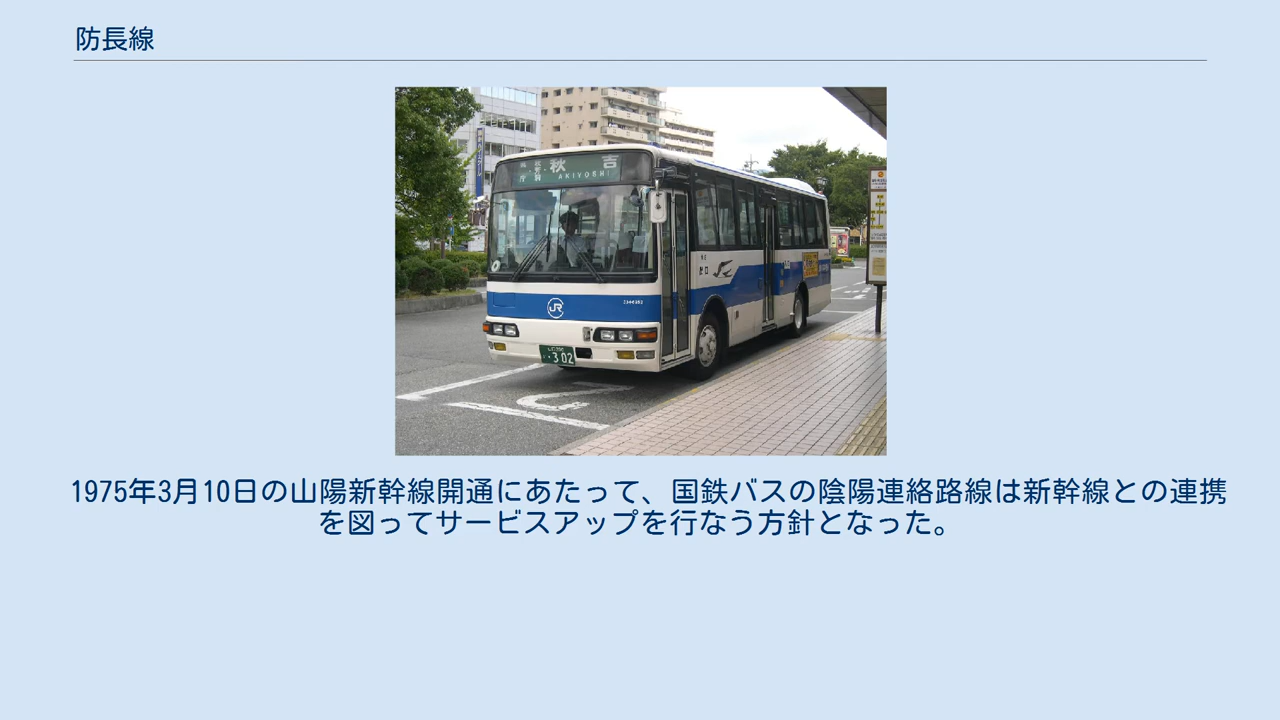 防長線
秋 吉
AKIYOSHI
JR
・302
1975年3月10日の山陽新幹線開通にあたって、国鉄バスの陰陽連絡路線は新幹線との連携
を図ってサービスアップを行なう方針となった。